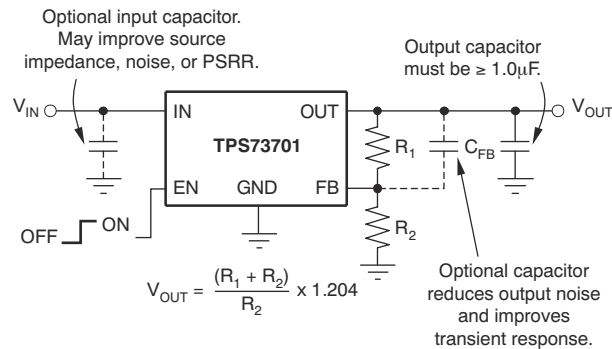 Optional input capacitor.
May improve source
impedance, noise, or PSRR.
Output capacitor
must be ≥ 1.0μF.
V_IN
IN
OUT
V_OUT
TPS73701
R_1
C_FB
EN
GND
FB
OFF
ON
R_2
V_OUT = (R_1 + R_2) / R_2 x 1.204
Optional capacitor
reduces output noise
and improves
transient response.